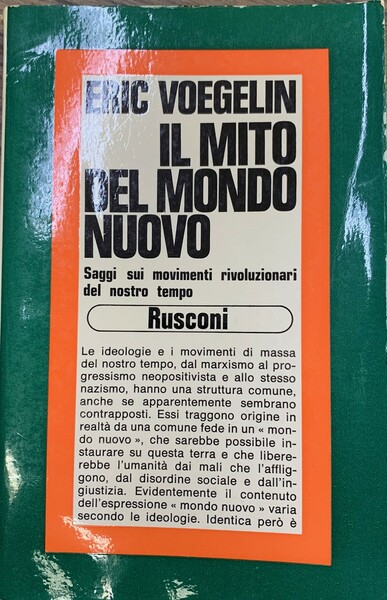 ERIC VOEGELIN
IL MITO
DEL MONDO
NUOVO
Saggi sui movimenti rivoluzionari
del nostro tempo
Rusconi
Le ideologie e i movimenti di massa
del nostro tempo, dal marxismo al pro-
gressismo neopositivista e allo stesso
nazismo, hanno una struttura comune,
anche se apparentemente sembrano
contrapposti. Essi traggono origine in
realtà da una comune fede in un « mon-
do nuovo », che sarebbe possibile in-
staurare su questa terra e che libere-
rebbe l'umanità dai mali che l'afflig-
gono, dal disordine sociale e dall'in-
giustizia. Evidentemente il contenuto
dell'espressione « mondo nuovo » varia
secondo le ideologie. Identica però è